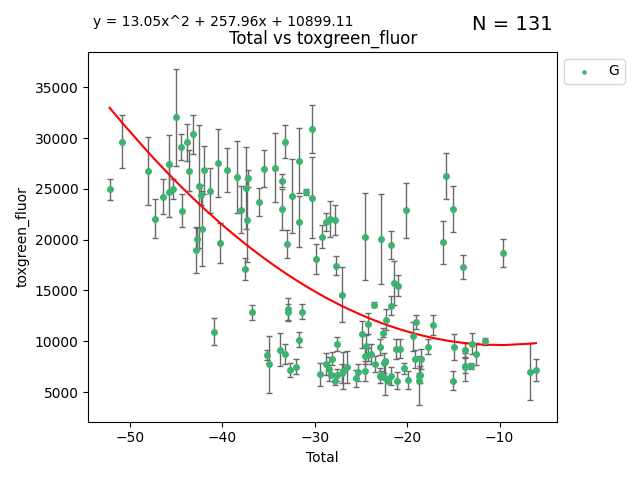 y = 13.05x^2 + 257.96x + 10899.11
N = 131
Total vs toxgreen_fluor
G
35000
30000
25000
20000
15000
10000
5000
toxgreen_fluor
−50 −40 −30 −20 −10
Total